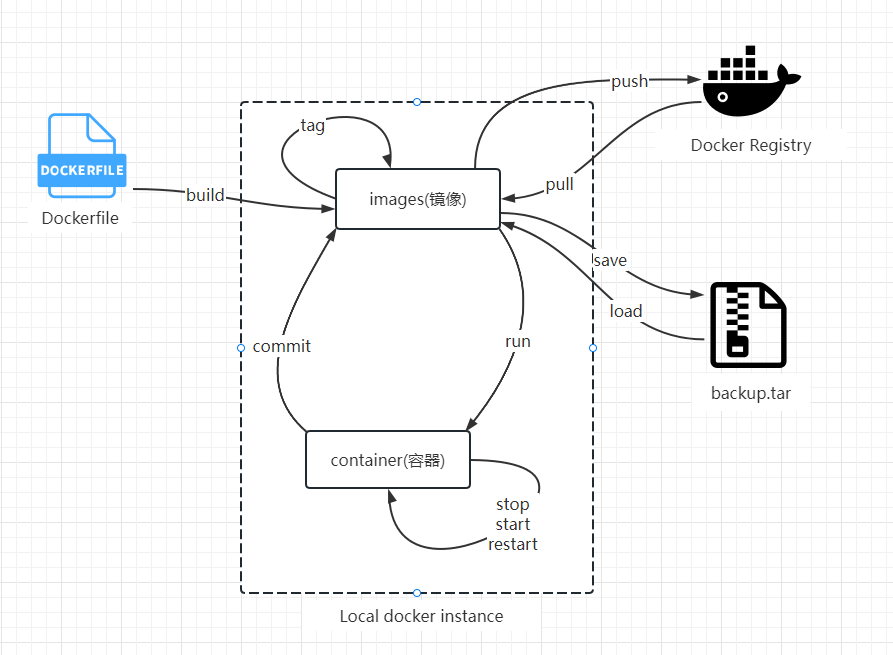 push
Docker Registry
tag
DOCKERFILE
build
images(镜像)
pull
Dockerfile
save
load
commit
run
backup.tar
container(容器)
stop
start
restart
Local docker instance